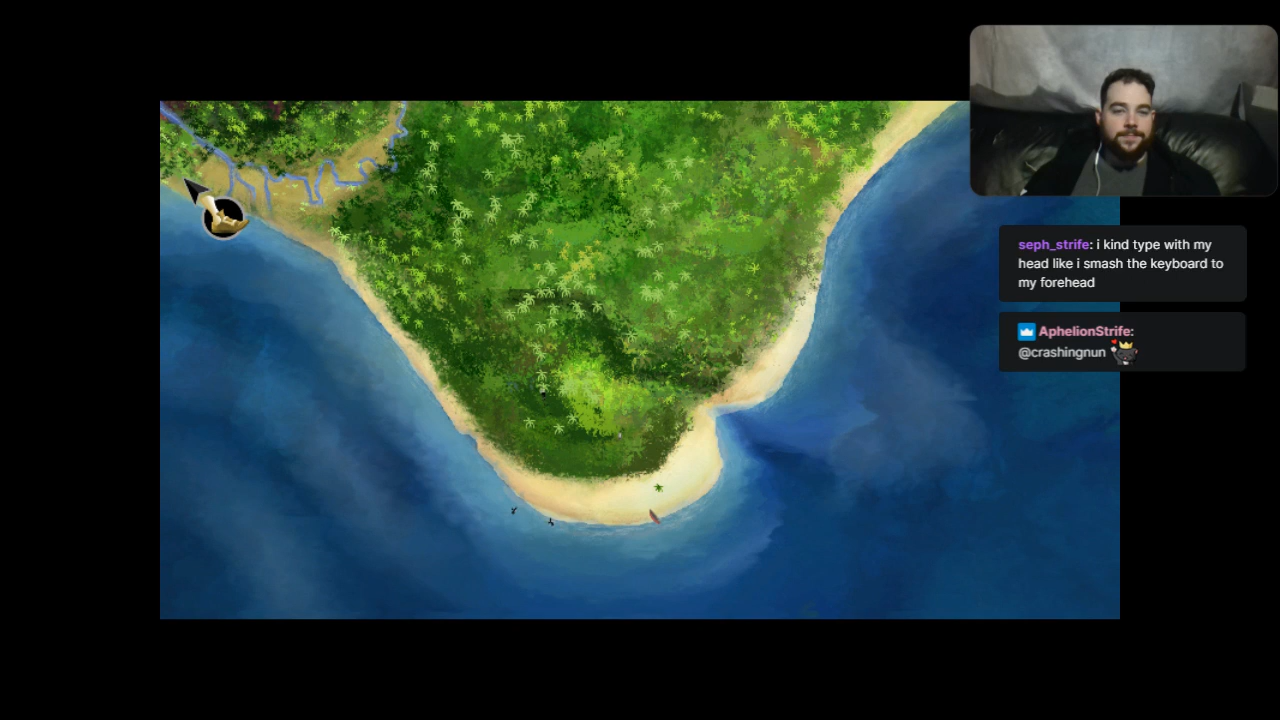 seph_strife: i kind type with my
head like i smash the keyboard to
my forehead
AphelionStrife:
@crashingnun